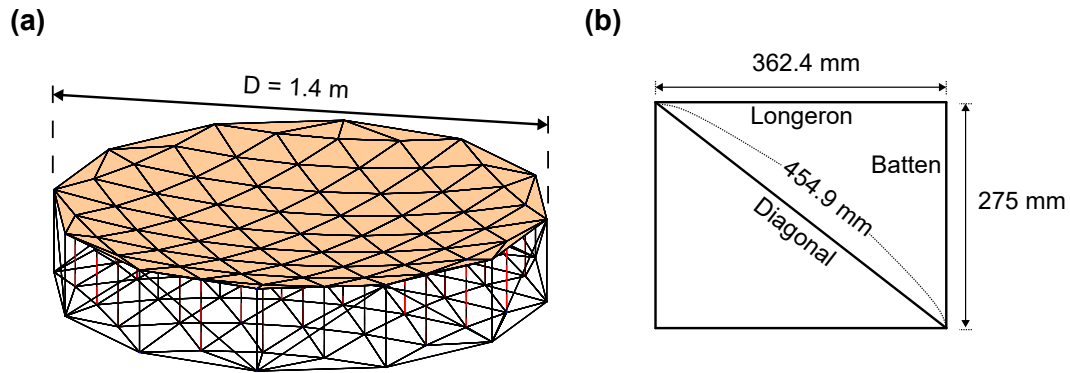 (a)
D = 1.4 m
(b)
362.4 mm
Longeron
Batten
454.9 mm
Diagonal
275 mm